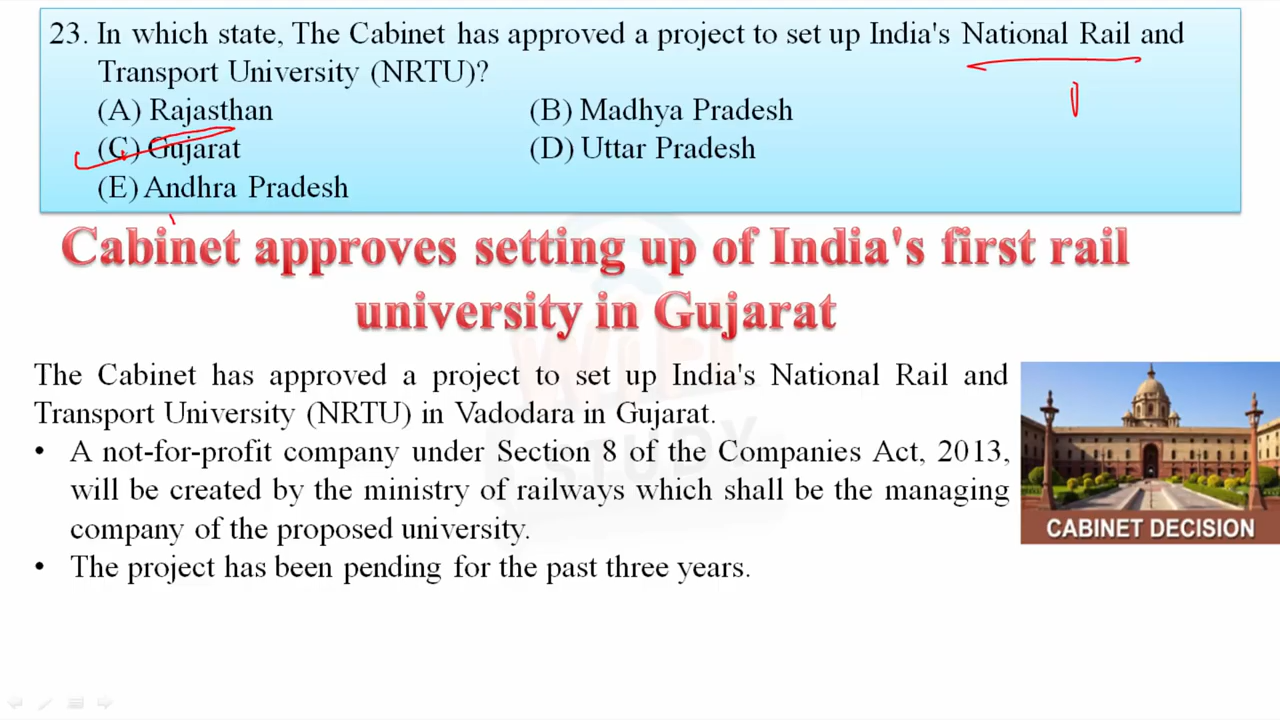 23. In which state, The Cabinet has approved a project to set up India's National Rail and
Transport University (NRTU)?
(A) Rajasthan (B) Madhya Pradesh
(C) Gujarat (D) Uttar Pradesh
(E) Andhra Pradesh
Cabinet approves setting up of India's first rail
university in Gujarat
The Cabinet has approved a project to set up India's National Rail and
Transport University (NRTU) in Vadodara in Gujarat.
• A not-for-profit company under Section 8 of the Companies Act, 2013,
will be created by the ministry of railways which shall be the managing
company of the proposed university.
• The project has been pending for the past three years.
CABINET DECISION
WiFi
STUDY